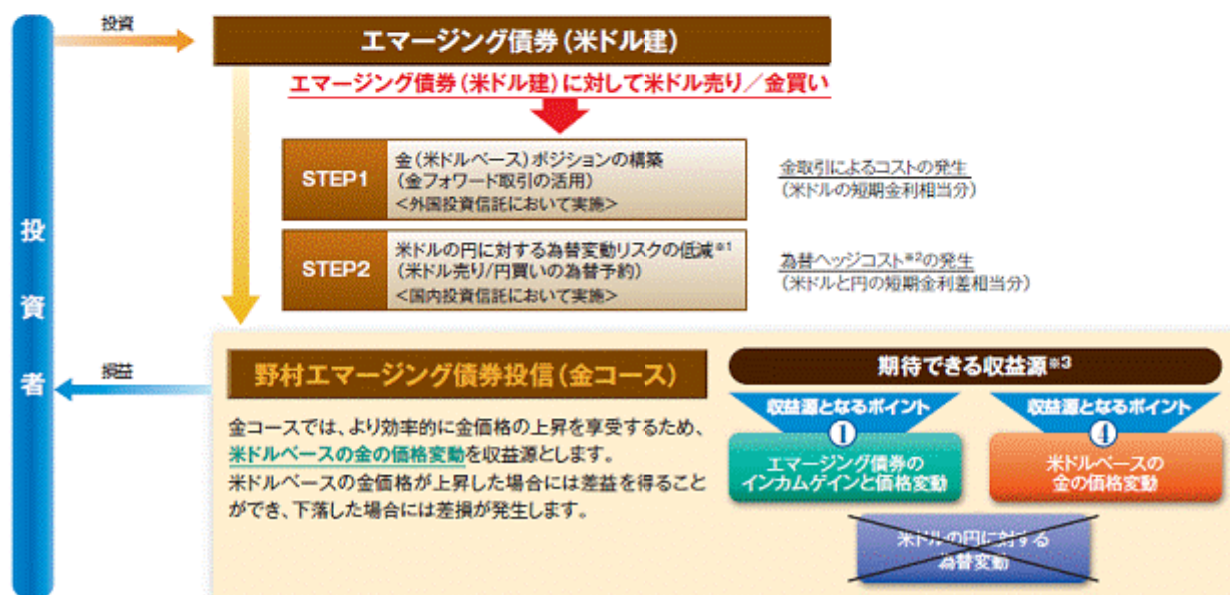 投資
エマージング債券（米ドル建）
エマージング債券（米ドル建）に対して米ドル売り／金買い
STEP1
金（米ドルベース）ポジションの構築
（金フォワード取引の活用）
＜外国投資信託において実施＞
金取引によるコストの発生
（米ドルの短期金利相当分）
STEP2
米ドルの円に対する為替変動リスクの低減※1
（米ドル売り/円買いの為替予約）
＜国内投資信託において実施＞
為替ヘッジコスト※2の発生
（米ドルと円の短期金利差相当分）
投資者
損益
野村エマージング債券投信（金コース）
金コースでは、より効率的に金価格の上昇を享受するため、
米ドルベースの金の価格変動を収益源とします。
米ドルベースの金価格が上昇した場合には差益を得ること
ができ、下落した場合には差損が発生します。
期待できる収益源※3
収益源となるポイント
①
エマージング債券の
インカムゲインと価格変動
収益源となるポイント
④
米ドルベースの
金の価格変動
米ドルの円に対する
為替変動